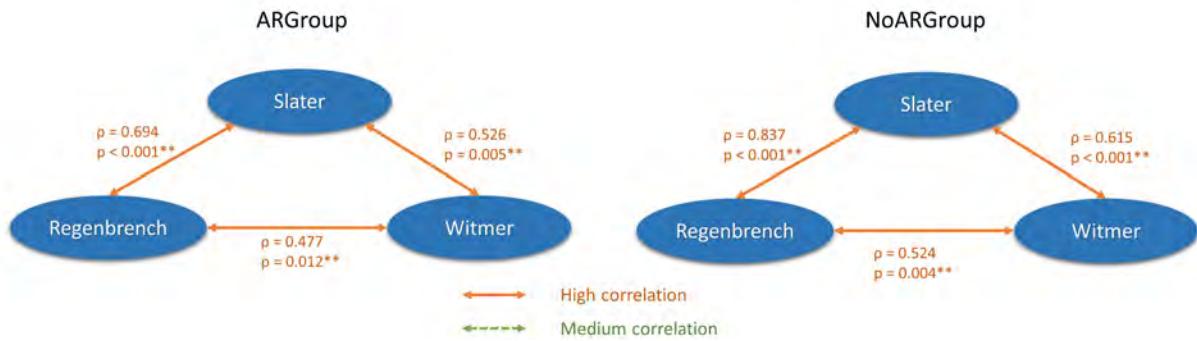 ARGroup
Slater
ρ = 0.694
p < 0.001**
ρ = 0.526
p = 0.005**
Regenbrench
Witmer
ρ = 0.477
p = 0.012**
NoARGroup
Slater
ρ = 0.837
p < 0.001**
ρ = 0.615
p < 0.001**
Regenbrench
Witmer
ρ = 0.524
p = 0.004**
High correlation
Medium correlation